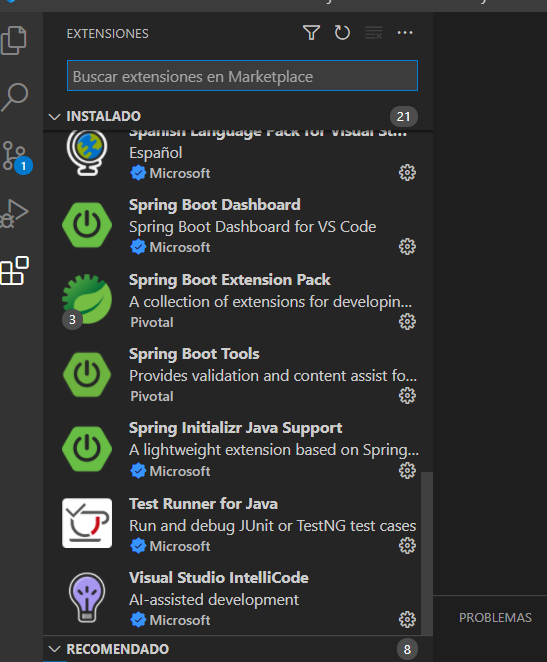 EXTENSIONES
Buscar extensiones en Marketplace
INSTALADO
21
Spanish Language Pack for Visual St...
Español
Microsoft
1
Spring Boot Dashboard
Spring Boot Dashboard for VS Code
Microsoft
Spring Boot Extension Pack
A collection of extensions for developin...
3
Pivotal
Spring Boot Tools
Provides validation and content assist fo...
Pivotal
Spring Initializr Java Support
A lightweight extension based on Spring...
Microsoft
Test Runner for Java
Run and debug JUnit or TestNG test cases
Microsoft
Visual Studio IntelliCode
AI-assisted development
Microsoft
PROBLEMAS
RECOMENDADO
8